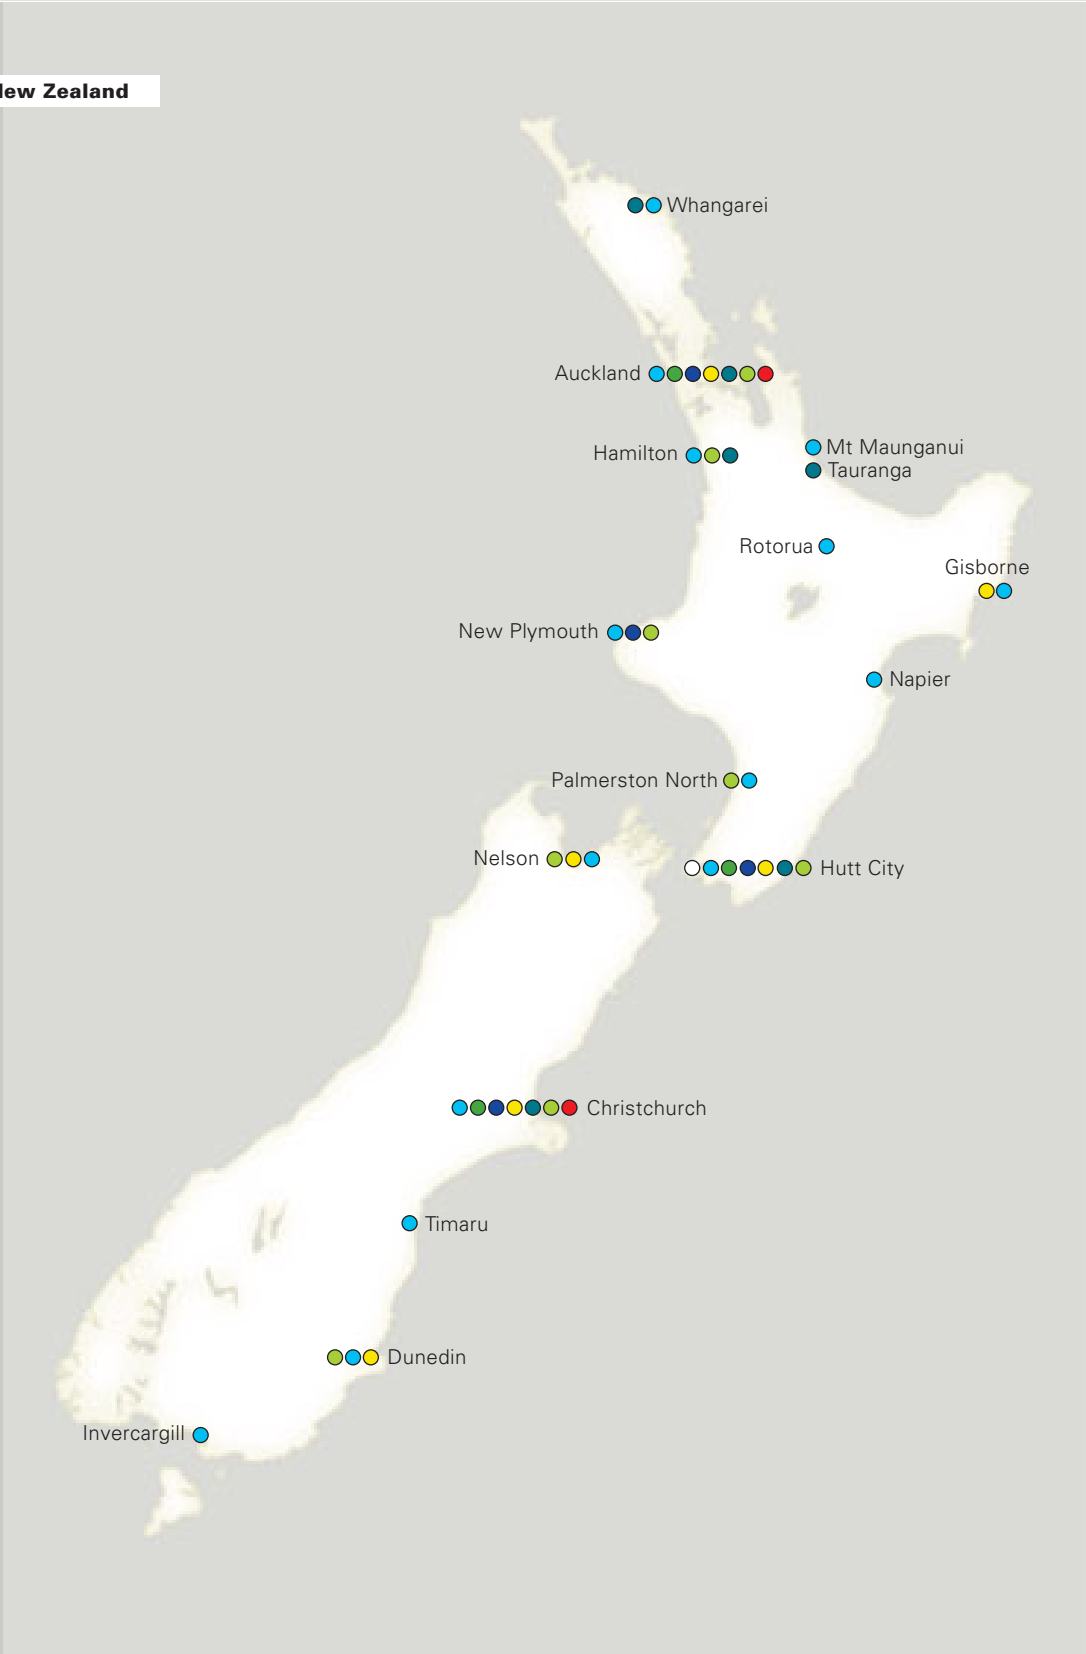 ew Zealand
Whangarei
Auckland
Hamilton
Mt Maunganui
Tauranga
Rotorua
Gisborne
New Plymouth
Napier
Palmerston North
Nelson
Hutt City
Christchurch
Timaru
Dunedin
Invercargill